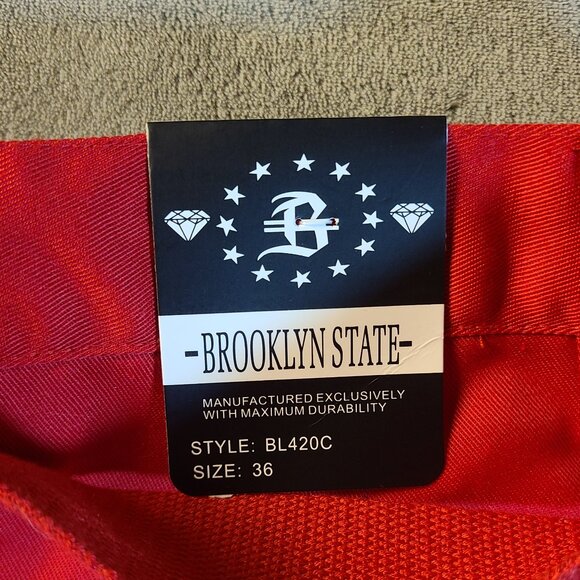 B
-BROOKLYN STATE-
MANUFACTURED EXCLUSIVELY
WITH MAXIMUM DURABILITY
STYLE: BL420C
SIZE: 36